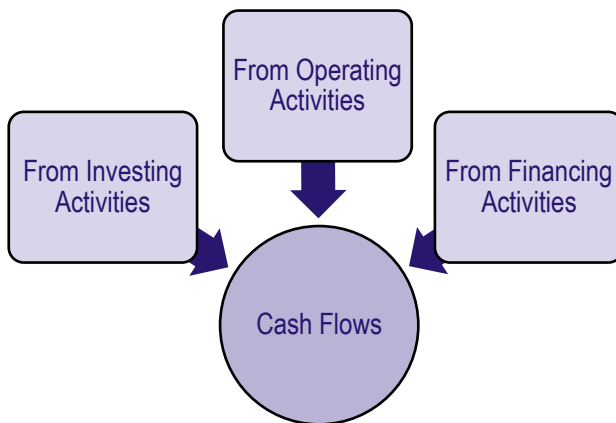 From Operating
Activities
From Investing
Activities
From Financing
Activities
Cash Flows